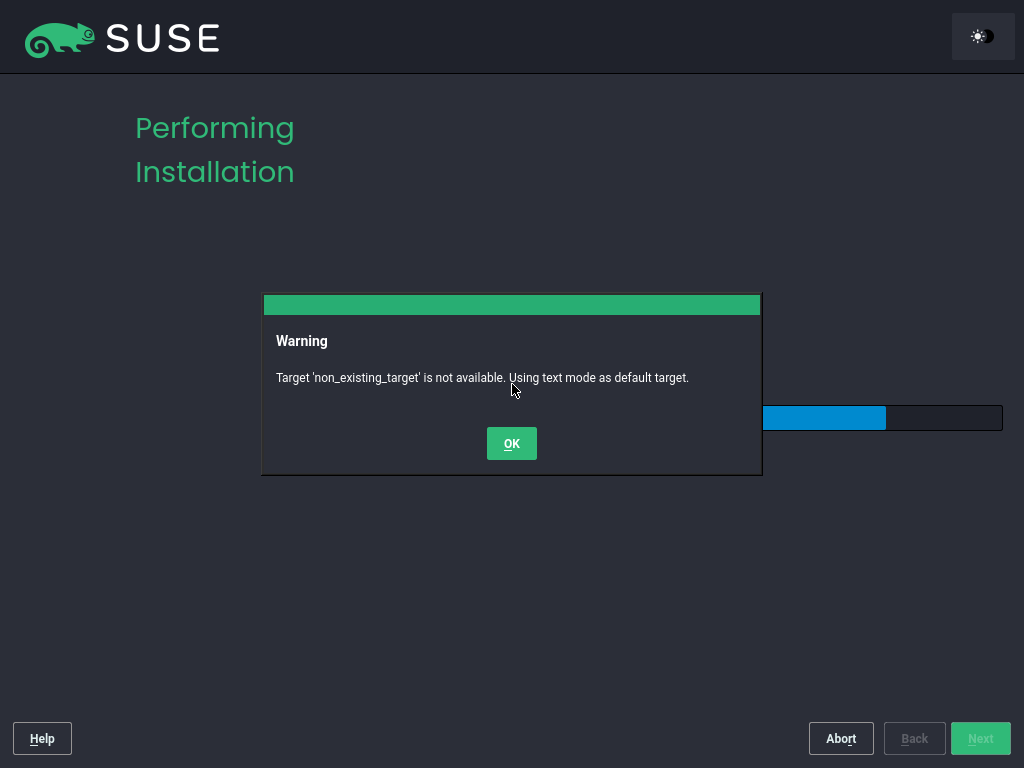 SUSE
Performing
Installation
Warning
Target 'non_existing_target' is not available. Using text mode as default target.
OK
Help
Abort
Back
Next